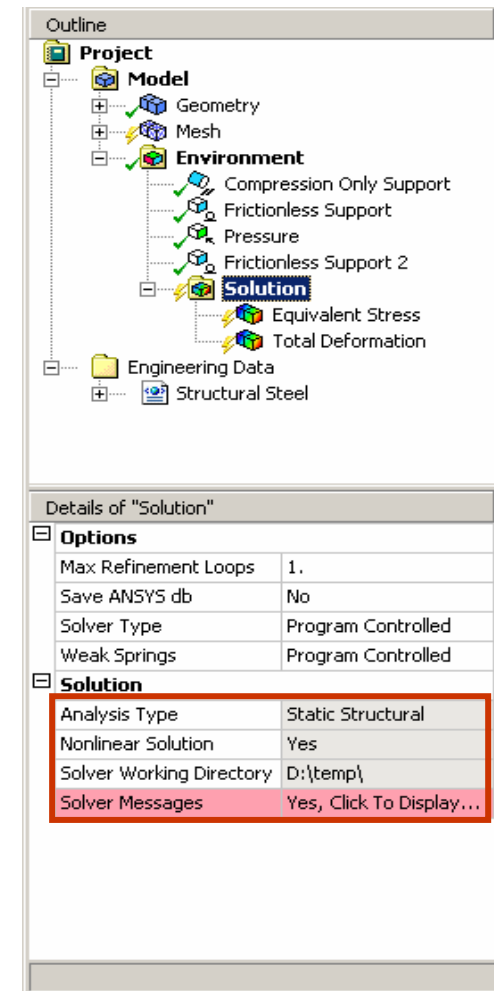 Outline
Project
Model
Geometry
Mesh
Environment
Compression Only Support
Frictionless Support
Pressure
Frictionless Support 2
Solution
Equivalent Stress
Total Deformation
Engineering Data
Structural Steel
Details of "Solution"
Options
Max Refinement Loops 1.
Save ANSYS db No
Solver Type Program Controlled
Weak Springs Program Controlled
Solution
Analysis Type Static Structural
Nonlinear Solution Yes
Solver Working Directory D:\temp\
Solver Messages Yes, Click To Display...